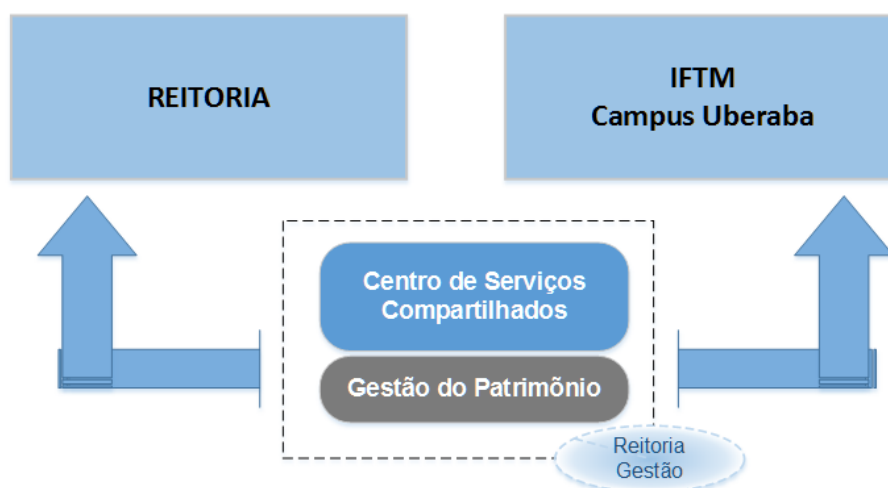 REITORIA
IFTM
Campus Uberaba
Centro de Serviços
Compartilhados
Gestão do Patrimônio
Reitoria
Gestão